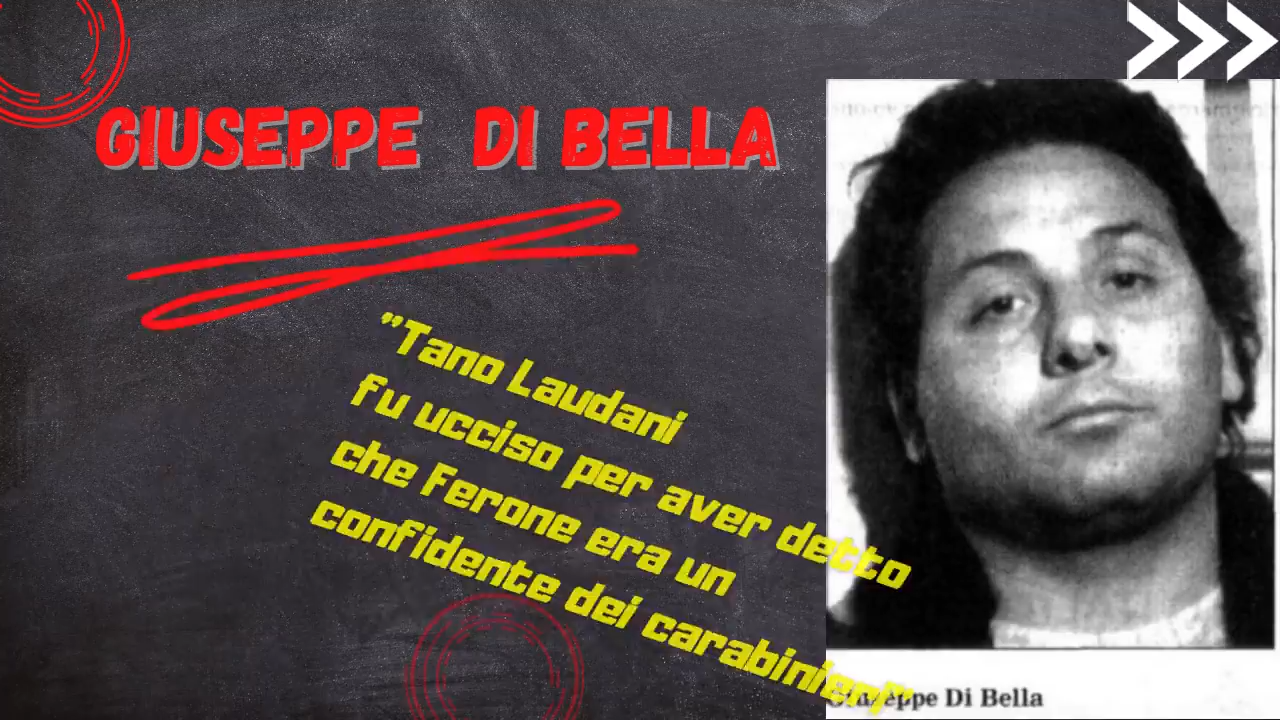 GIUSEPPE DI BELLA
"Tano Laudani
fu ucciso per aver detto
che Ferone era un
confidente dei carabinieri"
Giuseppe Di Bella